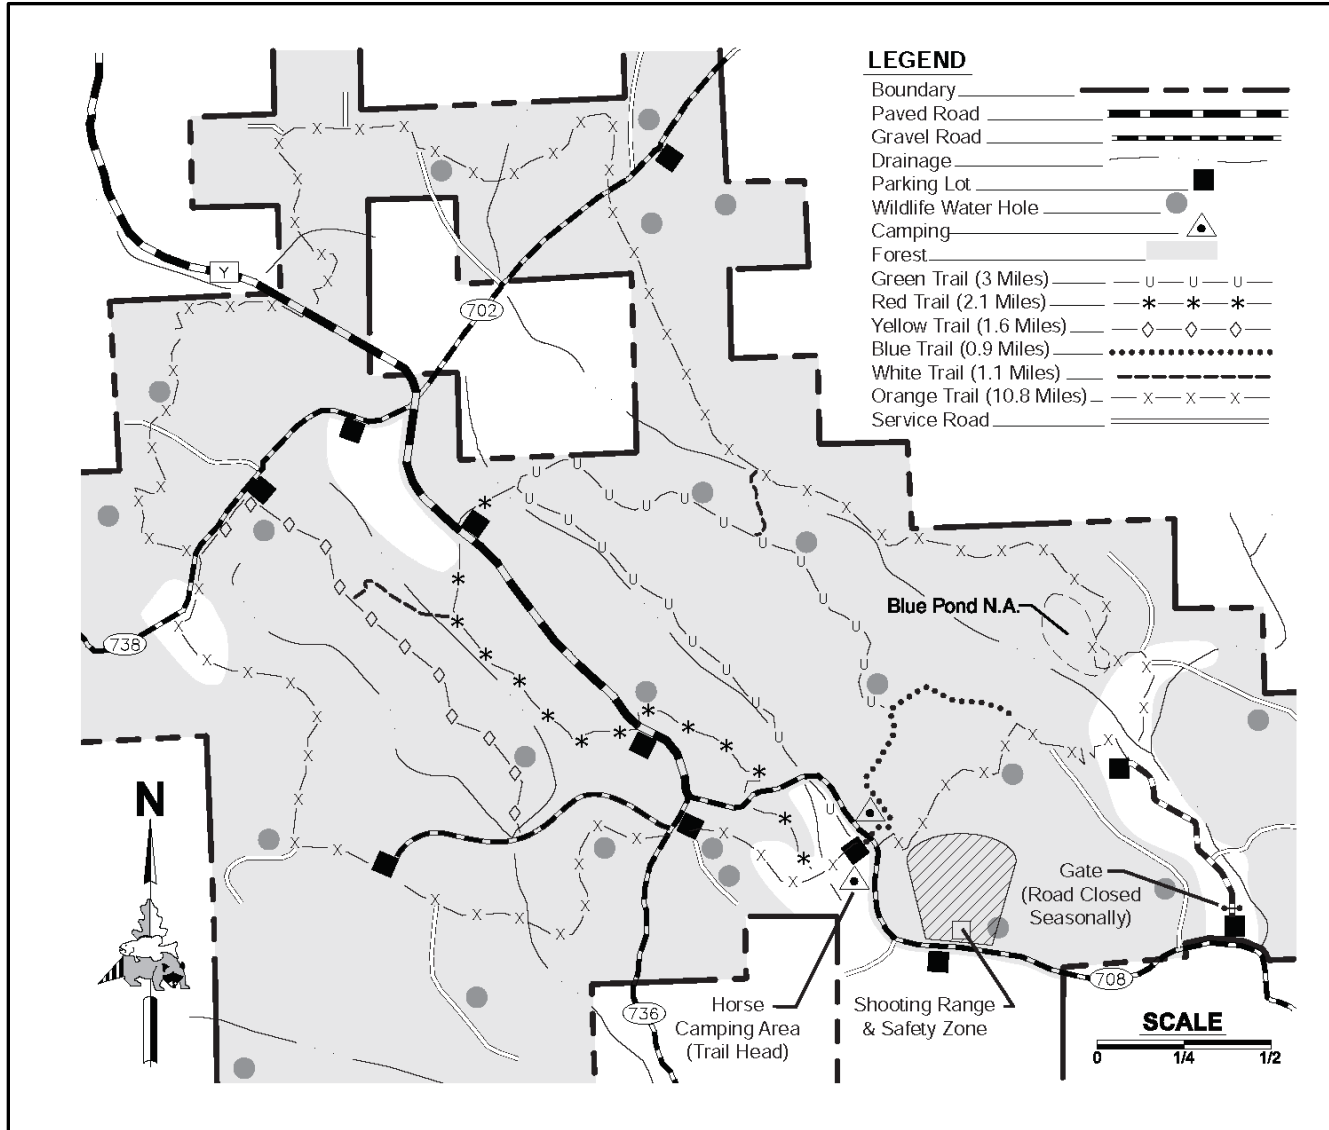 LEGEND
Boundary
Paved Road
Gravel Road
Drainage
Parking Lot
Wildlife Water Hole
Camping
Forest
Green Trail (3 Miles)
Red Trail (2.1 Miles)
Yellow Trail (1.6 Miles)
Blue Trail (0.9 Miles)
White Trail (1.1 Miles)
Orange Trail (10.8 Miles)
Service Road
Y
702
738
Blue Pond N.A.
N
Gate
(Road Closed
Seasonally)
708
736
Horse
Camping Area
(Trail Head)
Shooting Range
& Safety Zone
SCALE
0 1/4 1/2